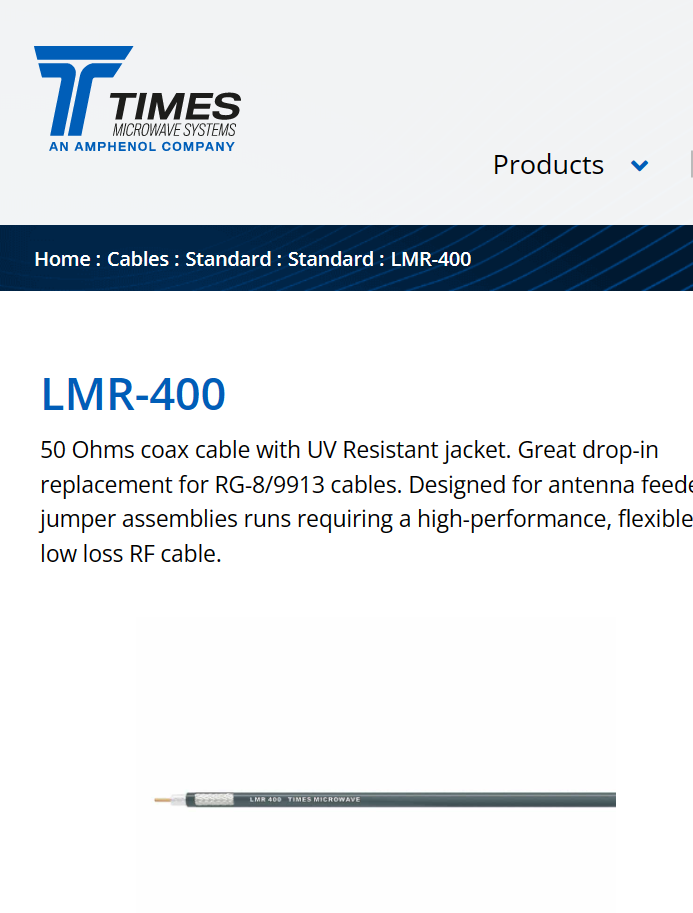 TIMES
MICROWAVE SYSTEMS
AN AMPHENOL COMPANY
Products
Home : Cables : Standard : Standard : LMR-400
LMR-400
50 Ohms coax cable with UV Resistant jacket. Great drop-in
replacement for RG-8/9913 cables. Designed for antenna feede
jumper assemblies runs requiring a high-performance, flexible
low loss RF cable.
LMR 400 TIMES MICROWAVE